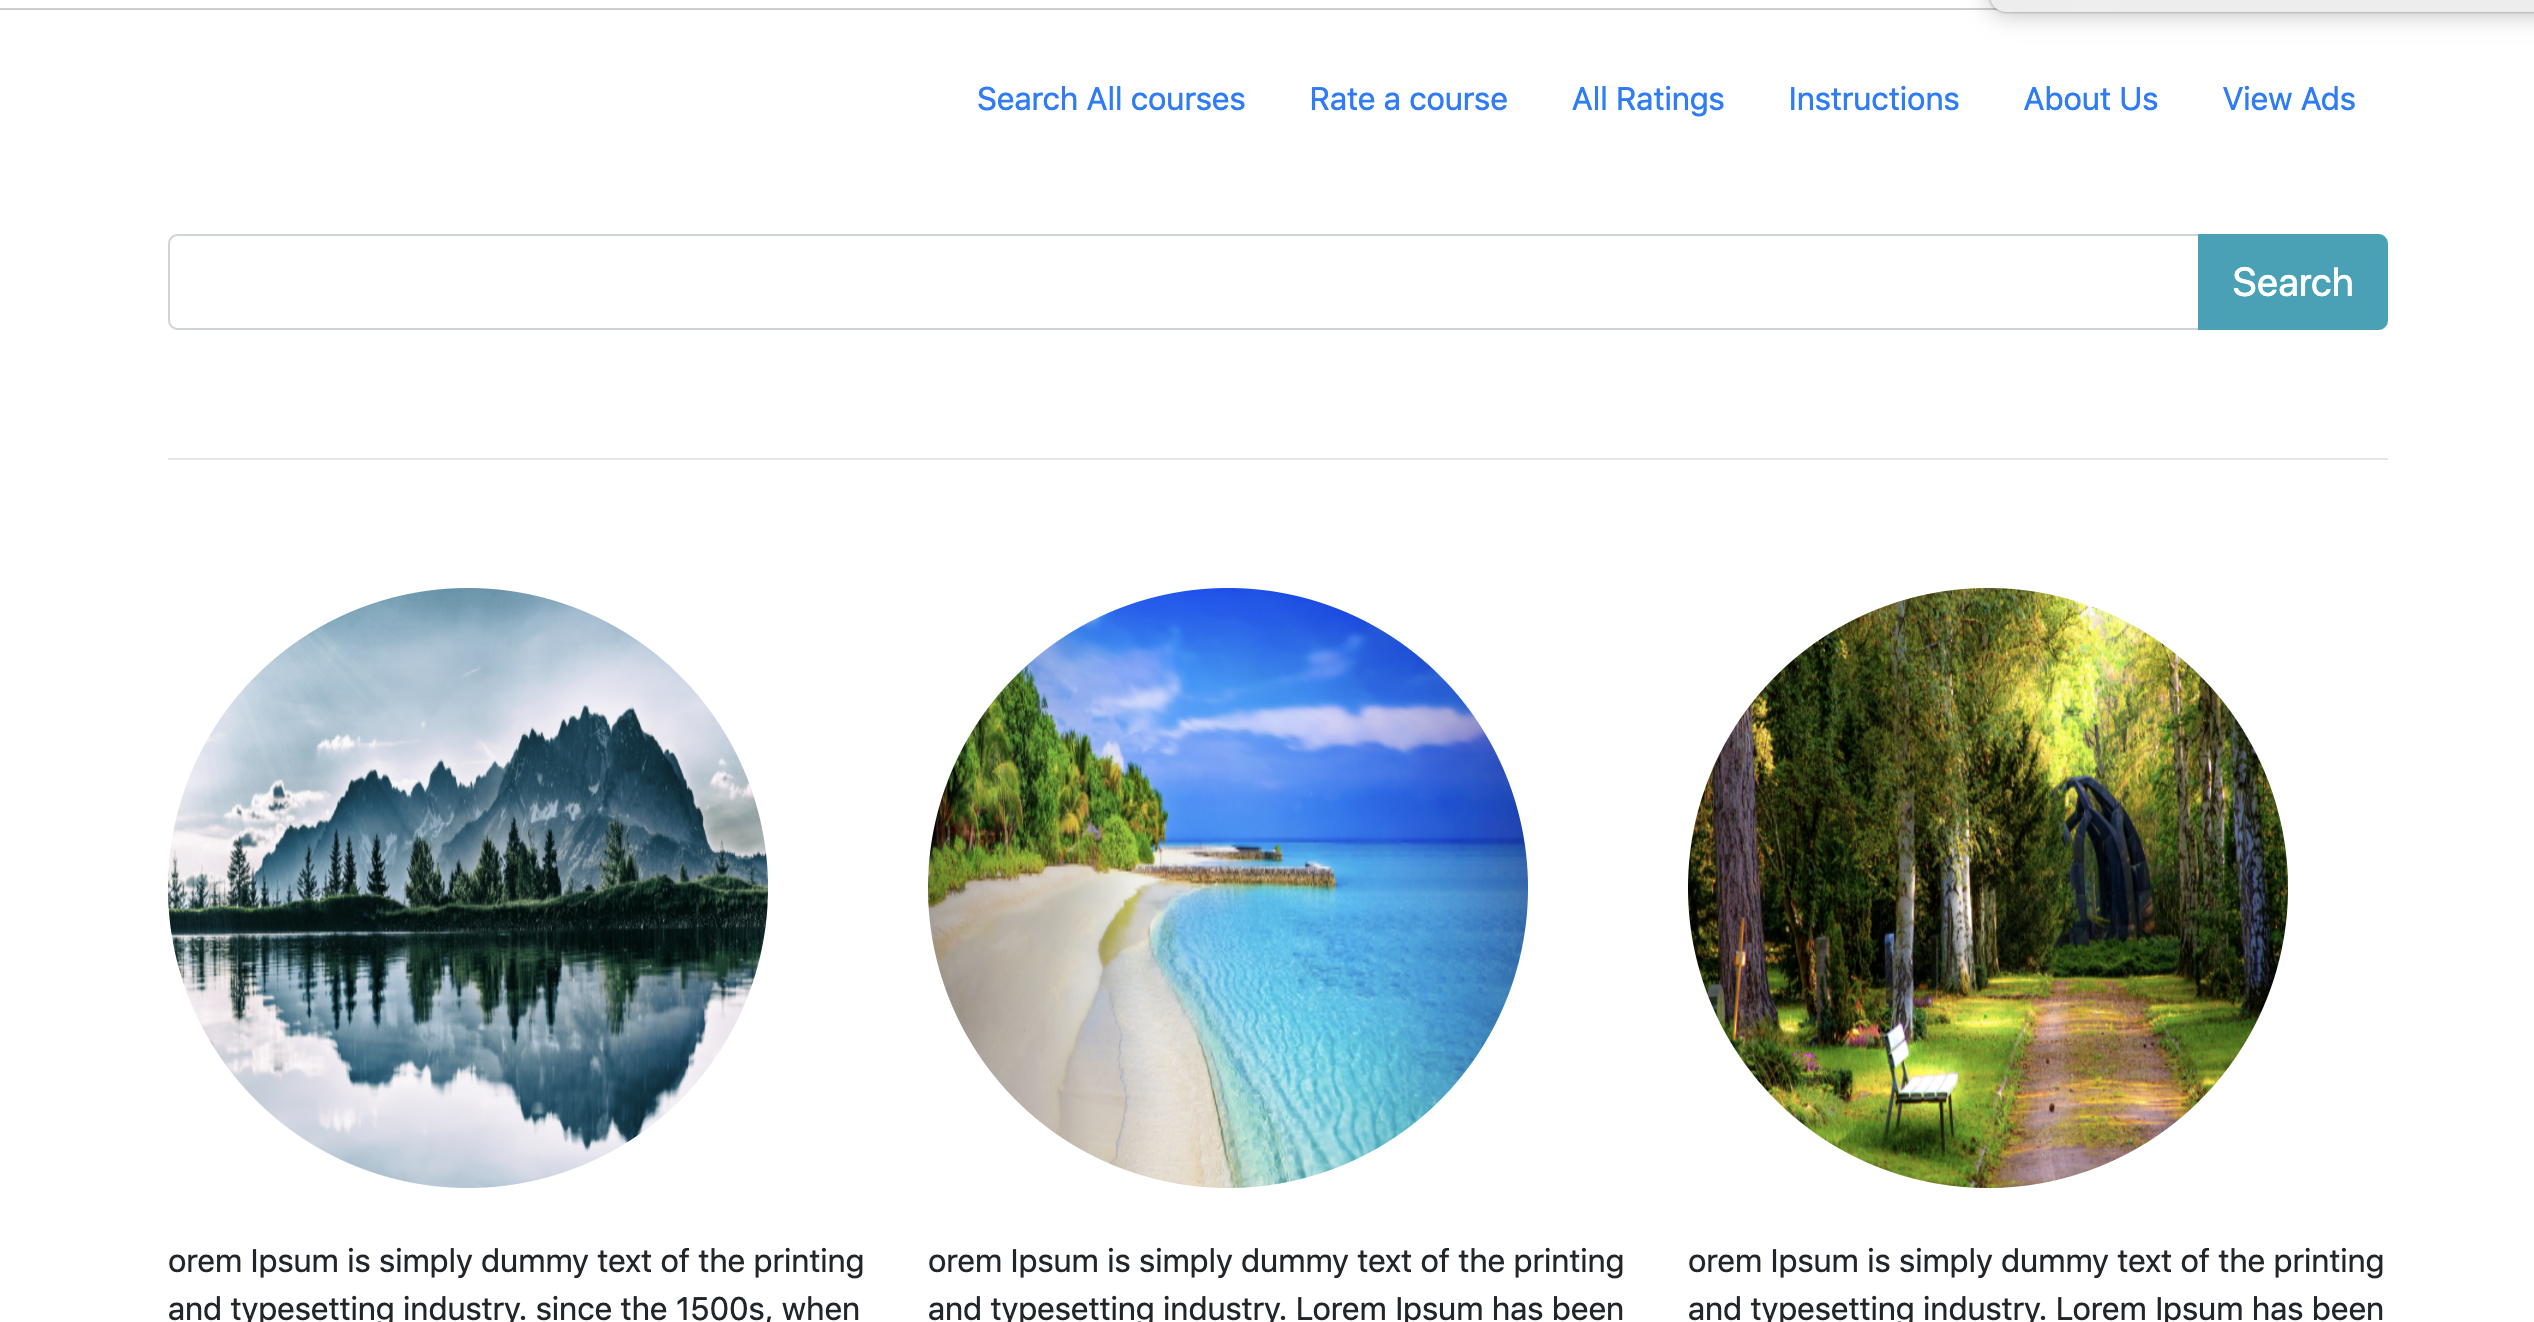 Search All courses Rate a course All Ratings Instructions About Us View Ads
Search
orem Ipsum is simply dummy text of the printing
and typesetting industry. since the 1500s, when
orem Ipsum is simply dummy text of the printing
and typesetting industry. Lorem Ipsum has been
orem Ipsum is simply dummy text of the printing
and typesetting industry. Lorem Ipsum has been